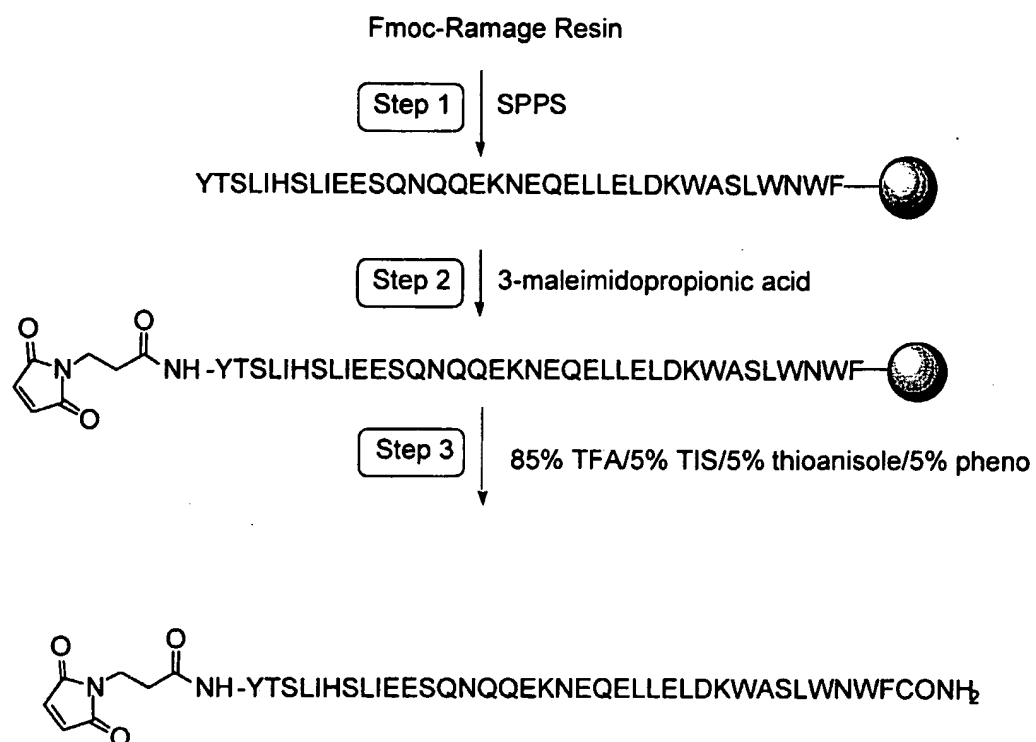 Fmoc-Ramage Resin
Step 1
SPPS
YTSLIHSLIEESQNQQEKNEQELLELDKWASLWNWF
Step 2
3-maleimidopropionic acid
O
O
N
NH-YTSLIHSLIEESQNQQEKNEQELLELDKWASLWNWF
O
Step 3
85% TFA/5% TIS/5% thioanisole/5% pheno
O
O
N
NH-YTSLIHSLIEESQNQQEKNEQELLELDKWASLWNWFCONH2
O